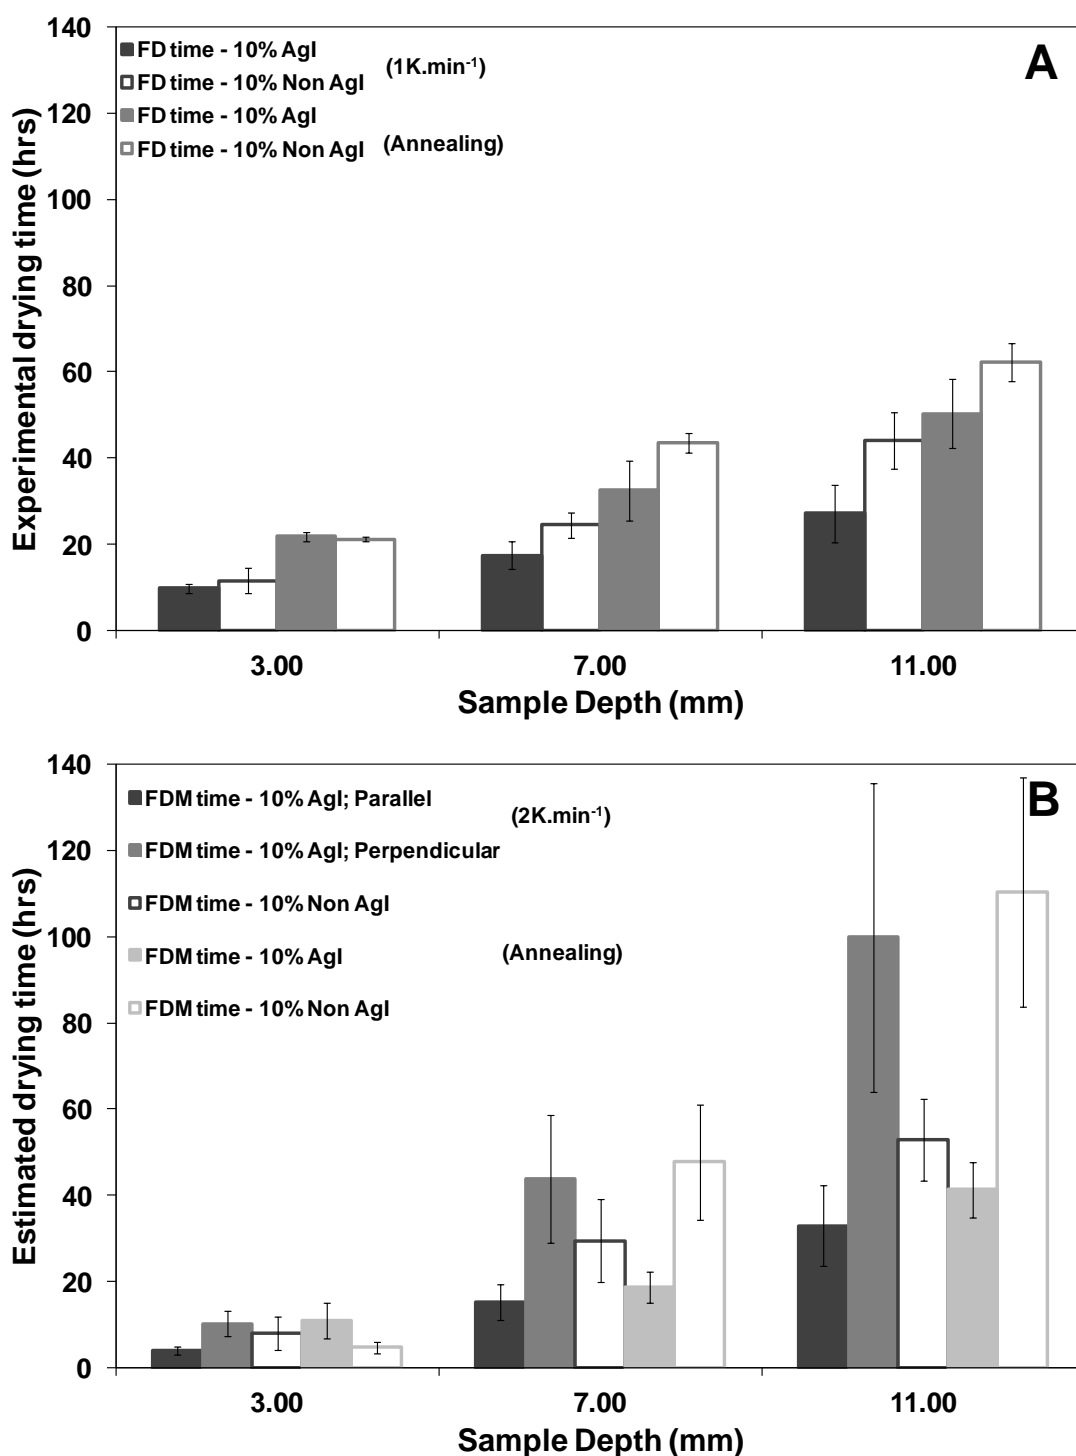 A
FD time - 10% AgI
(1K.min⁻¹)
FD time - 10% Non AgI
FD time - 10% AgI
FD time - 10% Non AgI
(Annealing)
Experimental drying time (hrs)
140
120
100
80
60
40
20
0
3.00 7.00 11.00
Sample Depth (mm)
B
FDM time - 10% AgI; Parallel
(2K.min⁻¹)
FDM time - 10% AgI; Perpendicular
FDM time - 10% Non AgI
FDM time - 10% AgI
(Annealing)
FDM time - 10% Non AgI
Estimated drying time (hrs)
140
120
100
80
60
40
20
0
3.00 7.00 11.00
Sample Depth (mm)